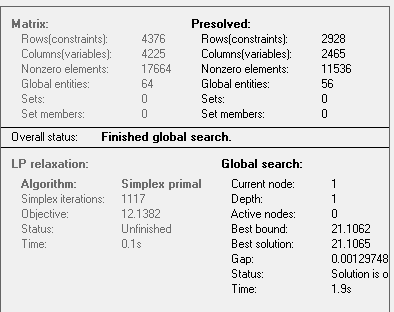 Matrix: Presolved:
Rows(constraints): 4376 Rows(constraints): 2928
Columns(variables): 4225 Columns(variables): 2465
Nonzero elements: 17664 Nonzero elements: 11536
Global entities: 64 Global entities: 56
Sets: 0 Sets: 0
Set members: 0 Set members: 0
Overall status: Finished global search.
LP relaxation: Global search:
Algorithm: Simplex primal Current node: 1
Simplex iterations: 1117 Depth: 1
Objective: 12.1382 Active nodes: 0
Status: Unfinished Best bound: 21.1062
Time: 0.1s Best solution: 21.1065
Gap: 0.00129748
Status: Solution is o
Time: 1.9s